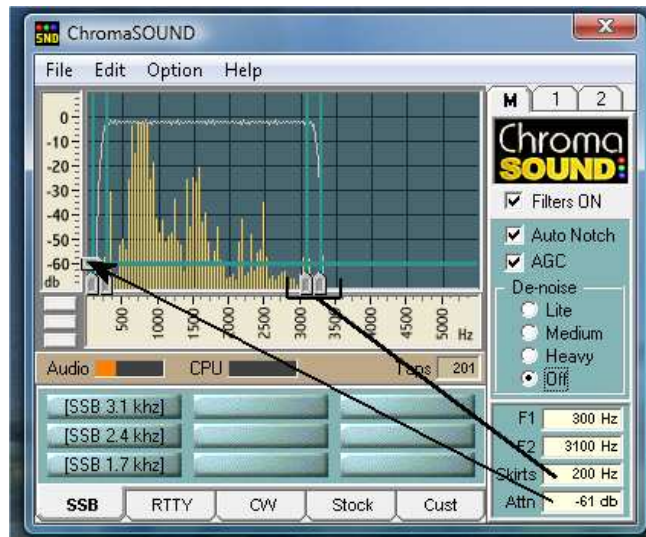 SND ChromaSOUND
File Edit Option Help
M 1 2
Chroma
SOUND
Filters ON
Auto Notch
AGC
De-noise
Lite
Medium
Heavy
Off
0
-10
-20
-30
-40
-50
-60
db
500 1000 1500 2000 2500 3000 3500 4000 4500 5000 Hz
Audio CPU Taps 201
[SSB 3.1 khz]
[SSB 2.4 khz]
[SSB 1.7 khz]
SSB RTTY CW Stock Cust
F1 300 Hz
F2 3100 Hz
Skirts 200 Hz
Attn -61 db